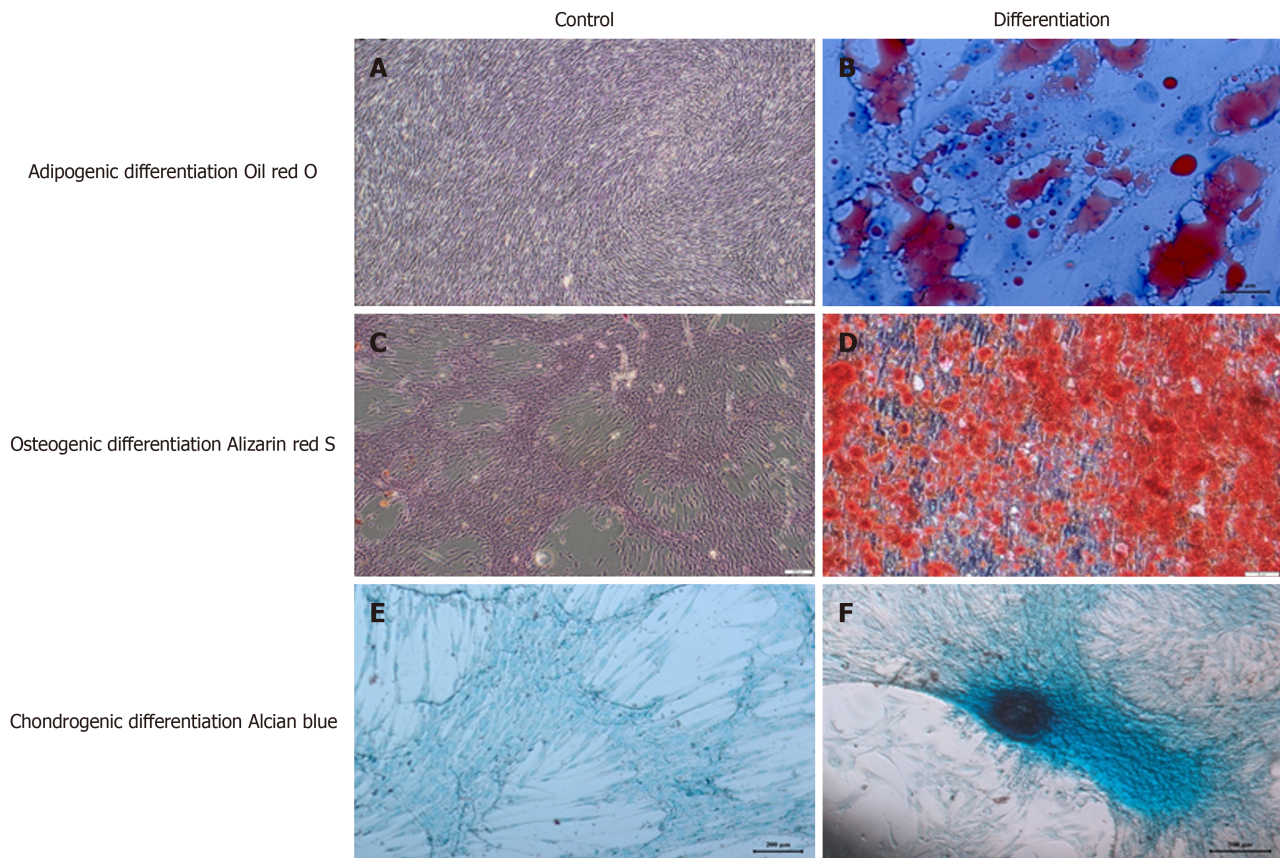 Control
Differentiation
A
B
Adipogenic differentiation Oil red O
C
D
Osteogenic differentiation Alizarin red S
E
F
Chondrogenic differentiation Alcian blue
200 μm